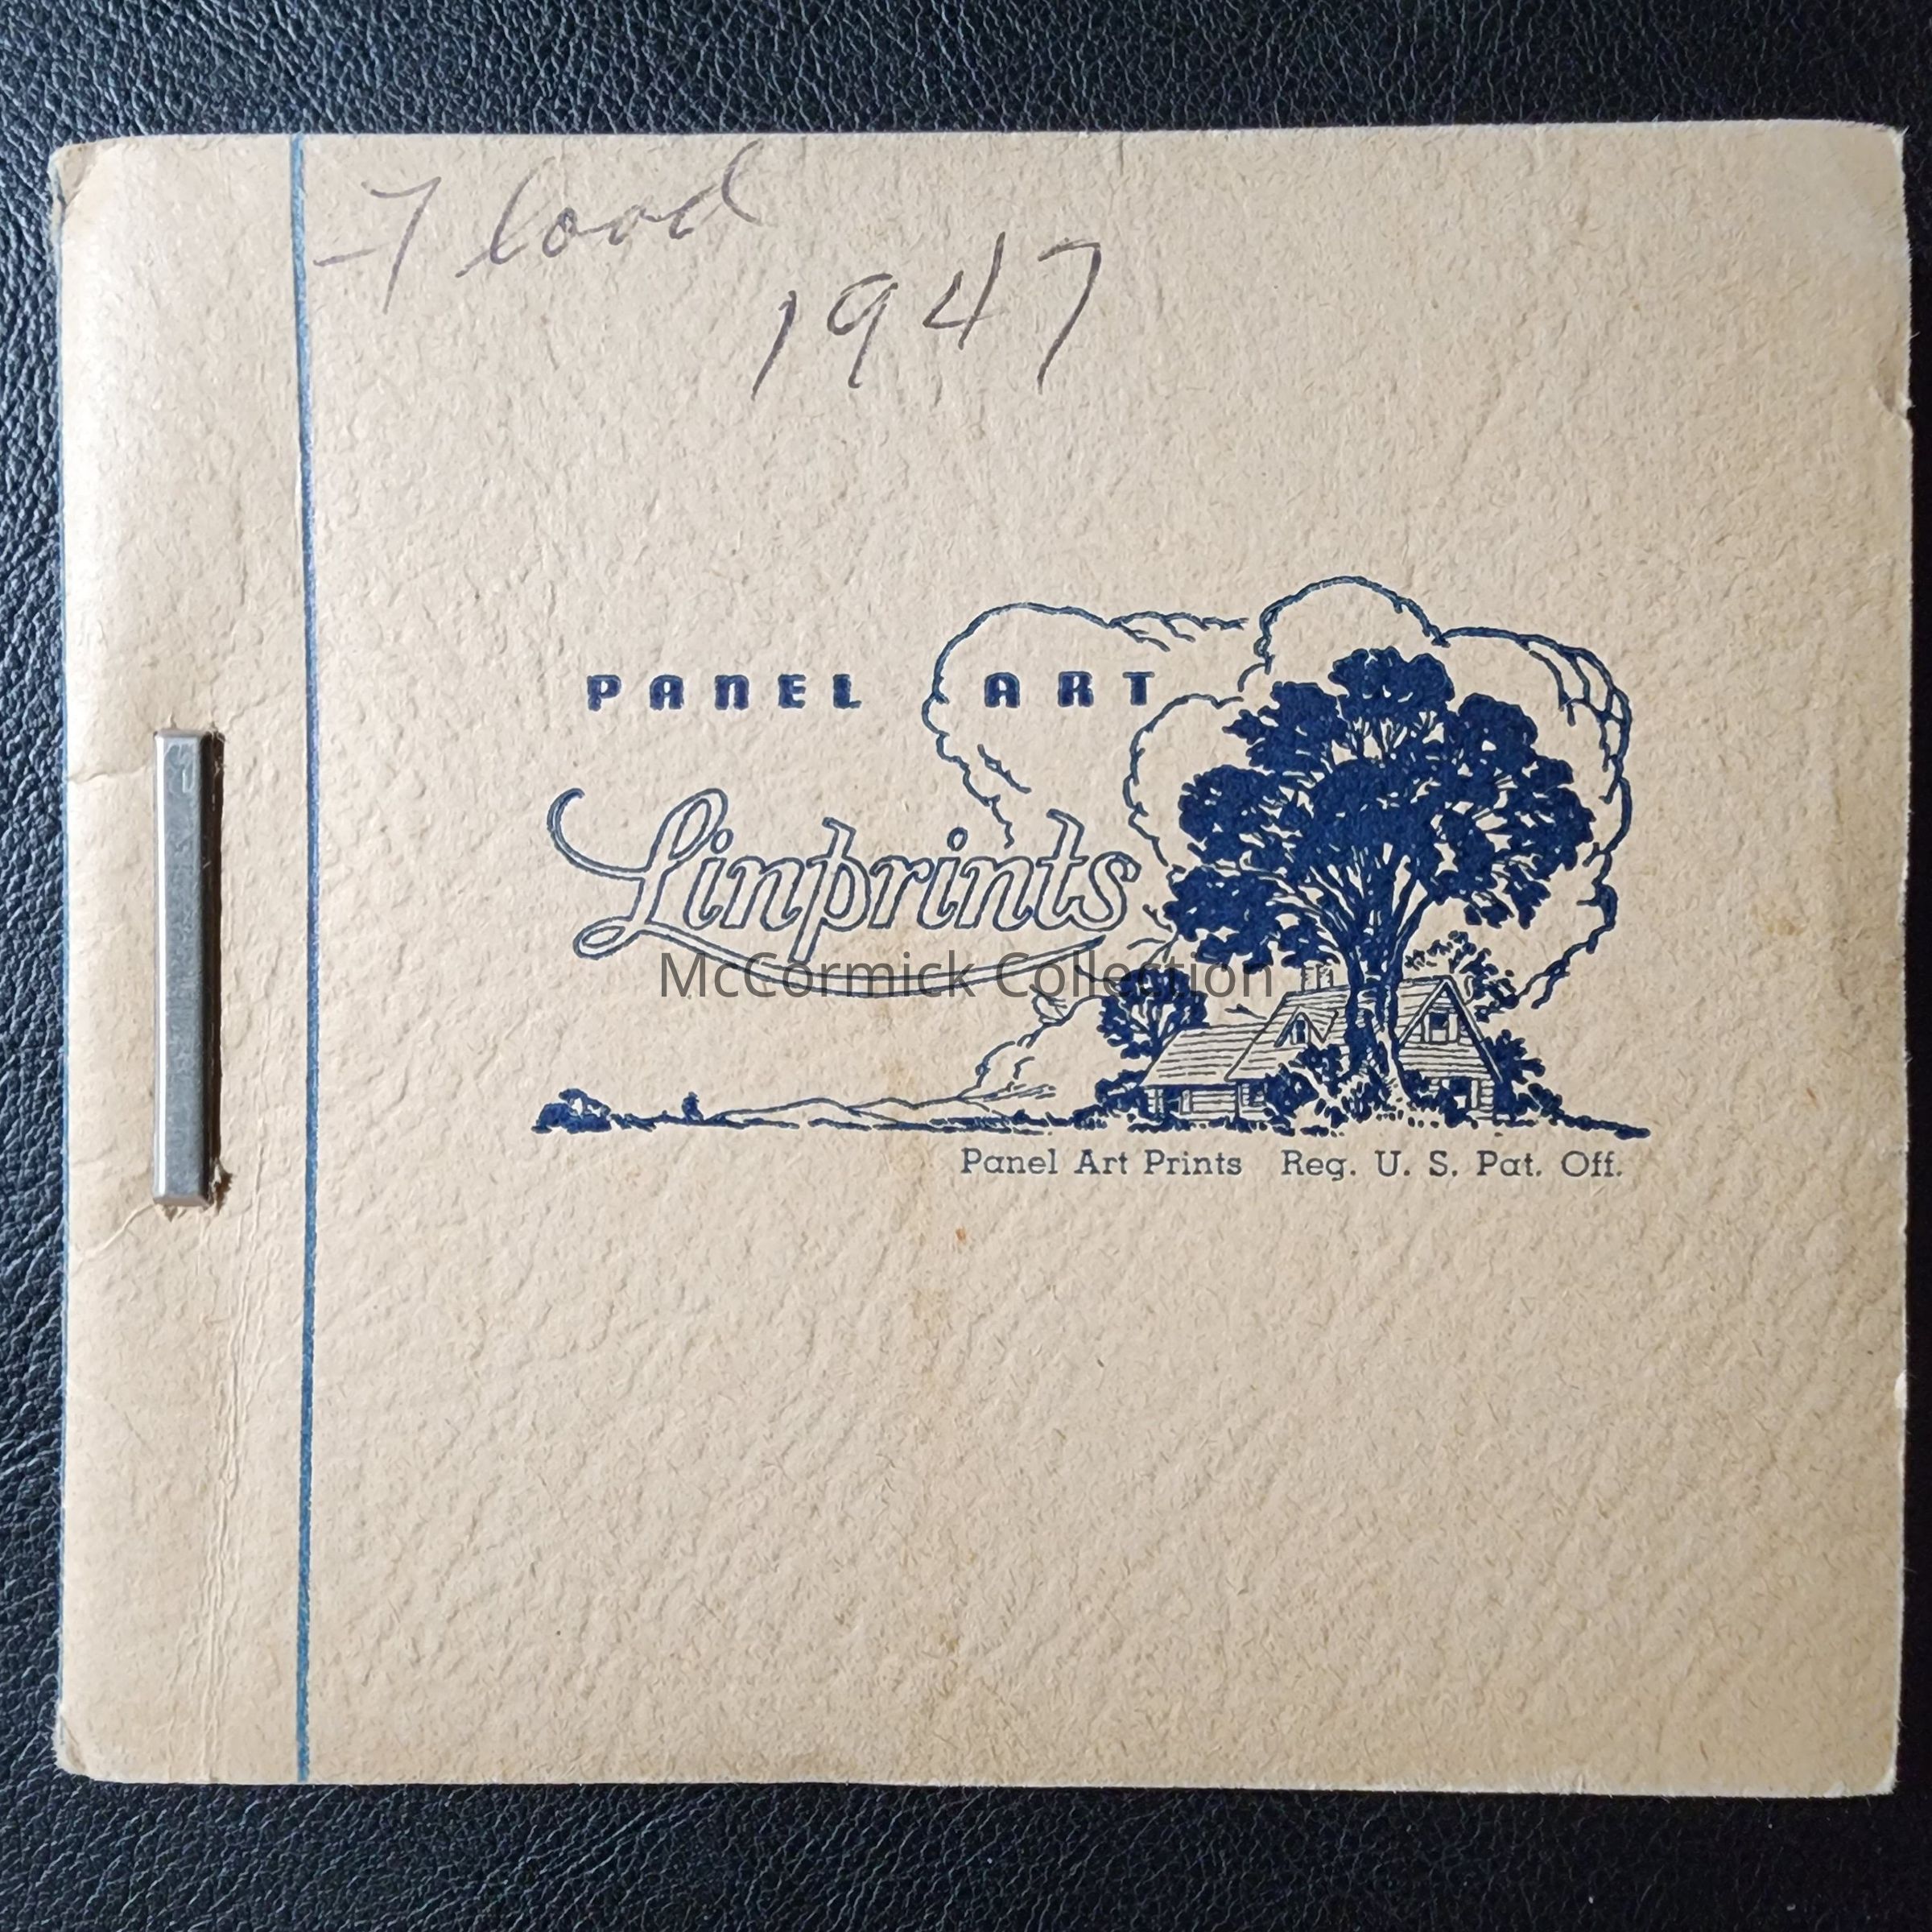 Flood
1947
PANEL ART
Linprints
McCormick Collection
Panel Art Prints Reg. U. S. Pat. Off.